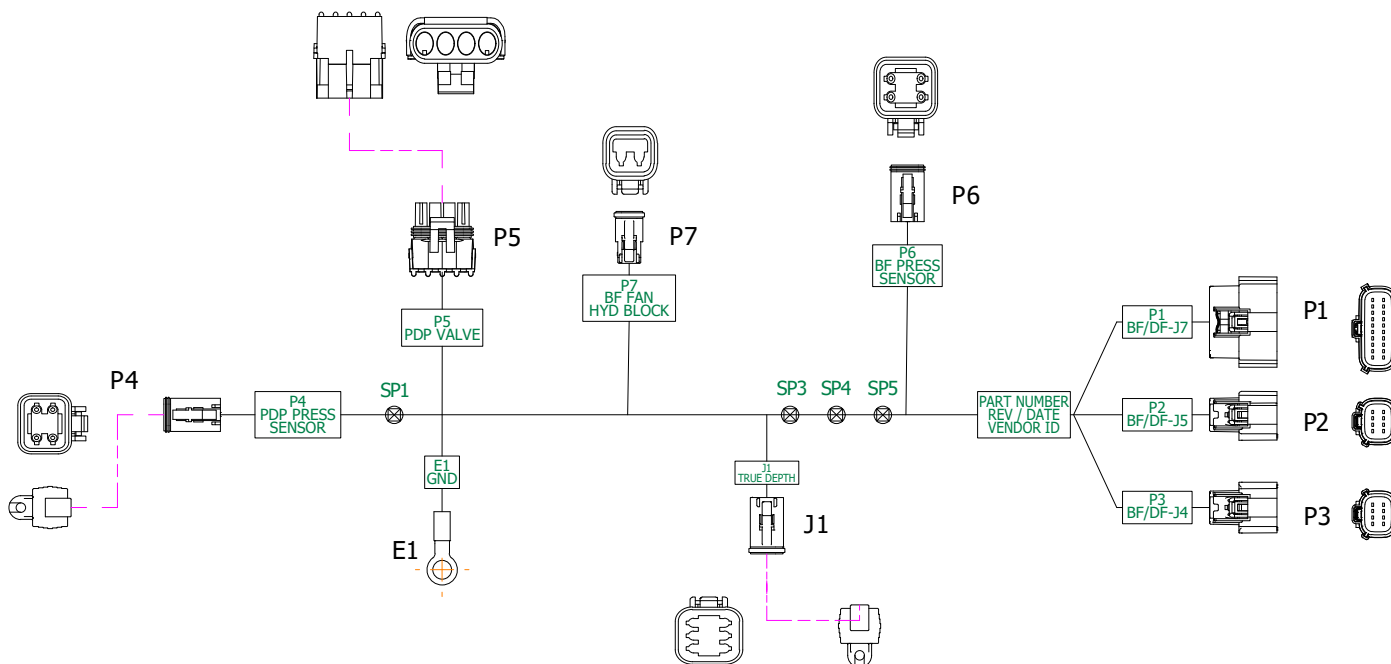 P5
P5
PDP VALVE
P7
P7
BF FAN
HYD BLOCK
P6
P6
BF PRESS
SENSOR
P4
P4
PDP PRESS
SENSOR
SP1
E1
GND
E1
SP3
SP4
SP5
J1
TRUE DEPTH
J1
PART NUMBER
REV / DATE
VENDOR ID
P1
BF/DF-J7
P1
P2
BF/DF-J5
P2
P3
BF/DF-J4
P3